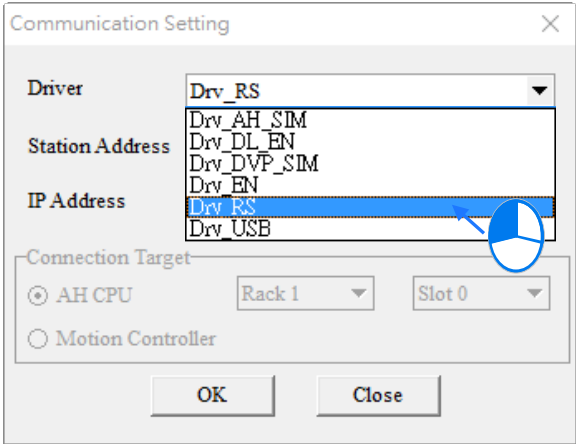 Communication Setting
Driver
Drv_RS
Drv_AH_SIM
Drv_DL_EN
Drv_DVP_SIM
Drv_EN
Drv_RS
Drv_USB
Station Address
IP Address
Connection Target
AH CPU
Rack 1
Slot 0
Motion Controller
OK
Close